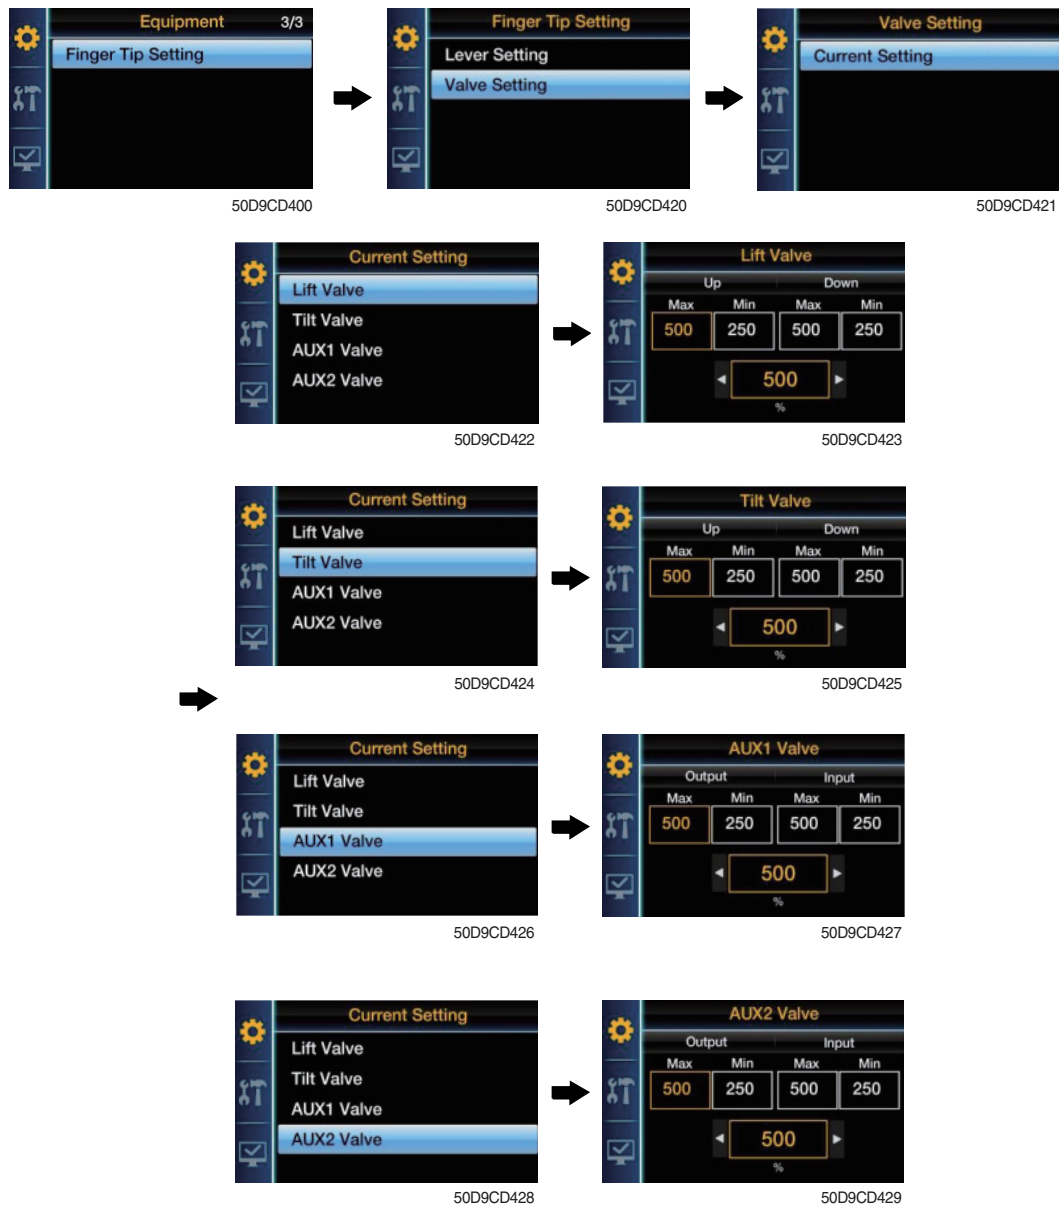 Equipment 3/3
Finger Tip Setting
50D9CD400
Finger Tip Setting
Lever Setting
Valve Setting
50D9CD420
Valve Setting
Current Setting
50D9CD421
Current Setting
Lift Valve
Tilt Valve
AUX1 Valve
AUX2 Valve
50D9CD422
Lift Valve
Up Down
Max Min Max Min
500 250 500 250
500
%
50D9CD423
Current Setting
Lift Valve
Tilt Valve
AUX1 Valve
AUX2 Valve
50D9CD424
Tilt Valve
Up Down
Max Min Max Min
500 250 500 250
500
%
50D9CD425
Current Setting
Lift Valve
Tilt Valve
AUX1 Valve
AUX2 Valve
50D9CD426
AUX1 Valve
Output Input
Max Min Max Min
500 250 500 250
500
%
50D9CD427
Current Setting
Lift Valve
Tilt Valve
AUX1 Valve
AUX2 Valve
50D9CD428
AUX2 Valve
Output Input
Max Min Max Min
500 250 500 250
500
%
50D9CD429